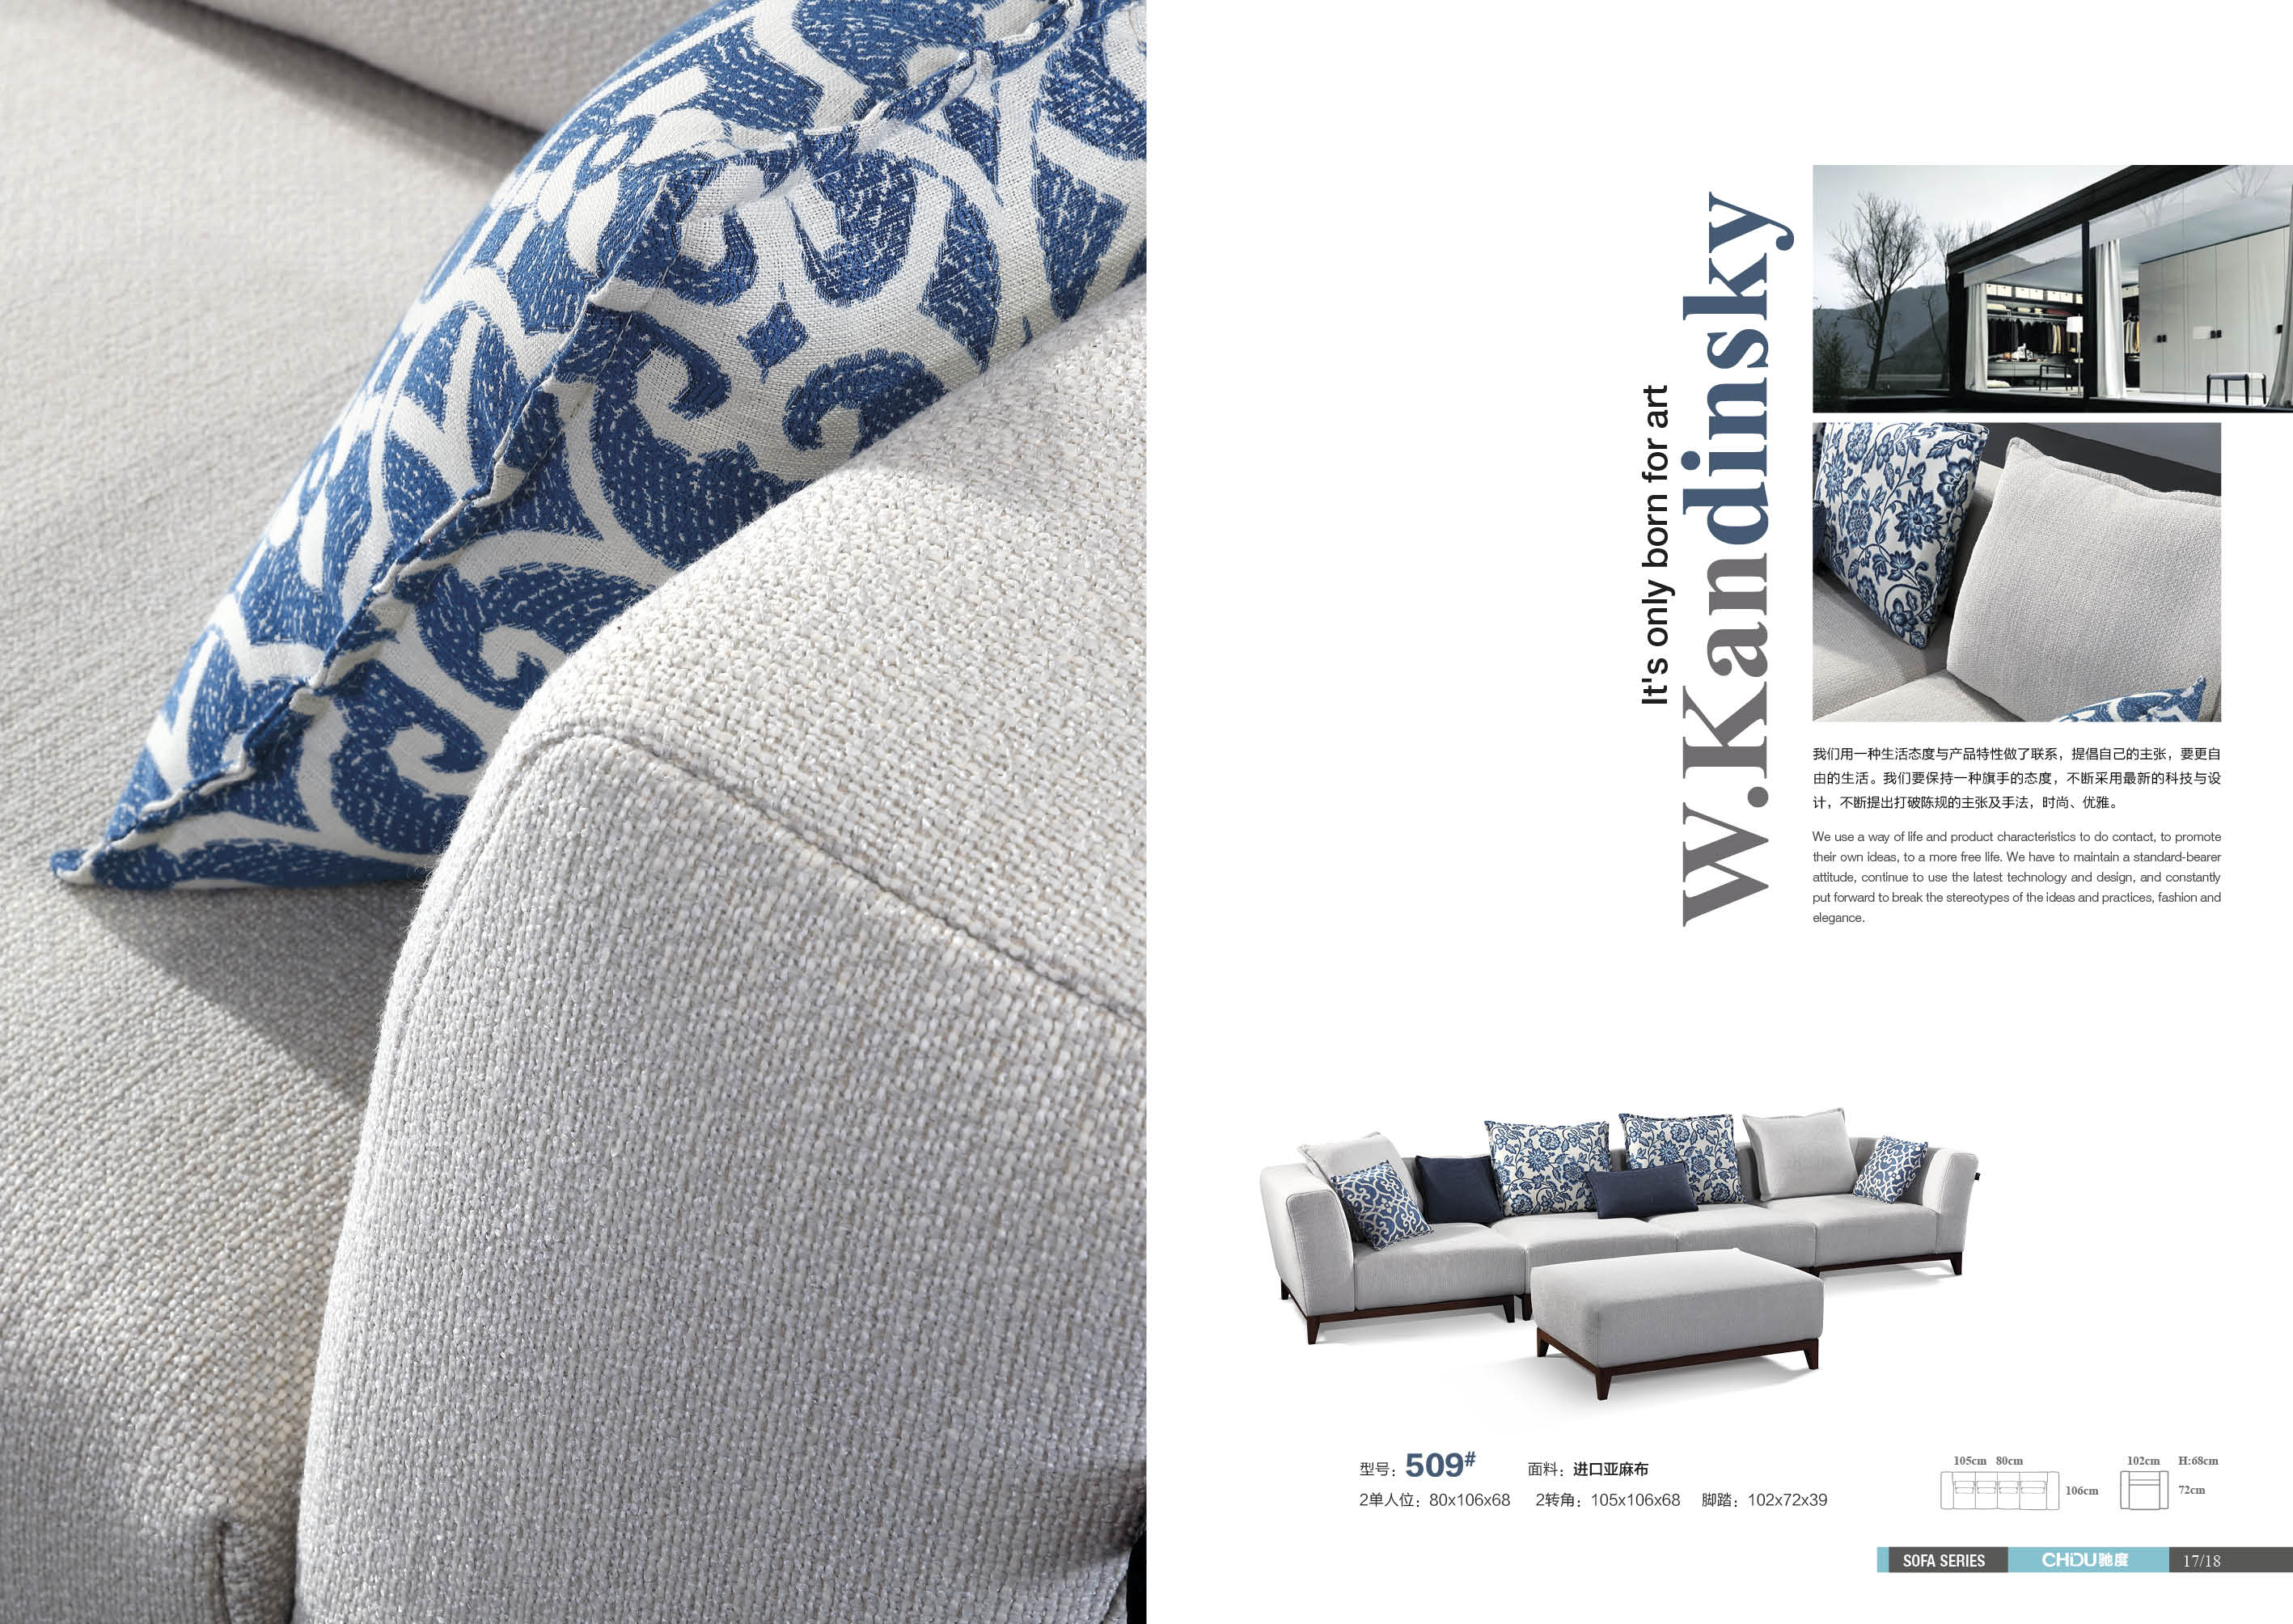 It's only born for art
W.Kandinsky
我们用一种生活态度与产品特性做了联系，提倡自己的主张，要更自
由的生活。我们要保持一种旗手的态度，不断采用最新的科技与设
计，不断提出打破陈规的主张及手法，时尚、优雅。
We use a way of life and product characteristics to do contact, to promote
their own ideas, to a more free life. We have to maintain a standard-bearer
attitude, continue to use the latest technology and design, and constantly
put forward to break the stereotypes of the ideas and practices, fashion and
elegance.
型号：509# 面料：进口亚麻布
2单人位：80x106x68 2转角：105x106x68 脚踏：102x72x39
105cm 80cm
106cm
102cm H:68cm
72cm
SOFA SERIES CHiDU驰度 17/18